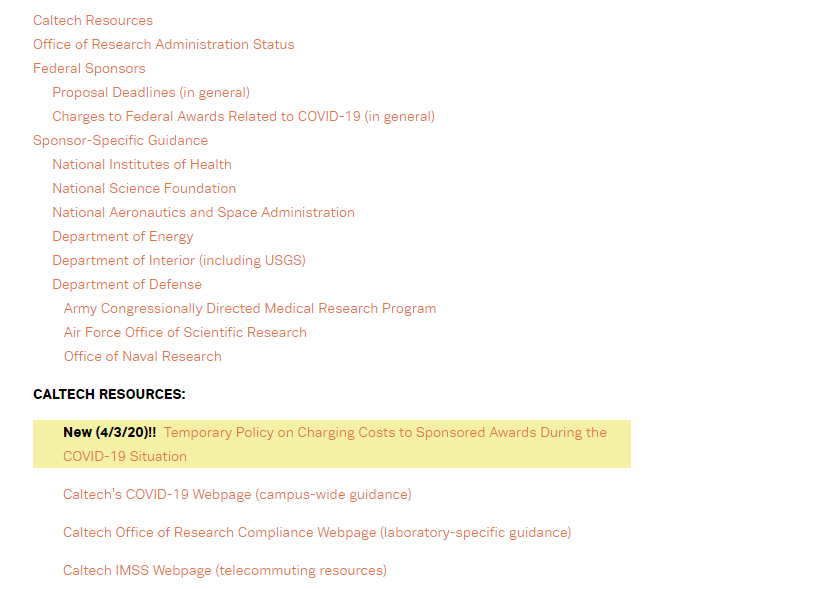 Caltech Resources
Office of Research Administration Status
Federal Sponsors
Proposal Deadlines (in general)
Charges to Federal Awards Related to COVID-19 (in general)
Sponsor-Specific Guidance
National Institutes of Health
National Science Foundation
National Aeronautics and Space Administration
Department of Energy
Department of Interior (including USGS)
Department of Defense
Army Congressionally Directed Medical Research Program
Air Force Office of Scientific Research
Office of Naval Research
CALTECH RESOURCES:
New (4/3/20)!! Temporary Policy on Charging Costs to Sponsored Awards During the
COVID-19 Situation
Caltech's COVID-19 Webpage (campus-wide guidance)
Caltech Office of Research Compliance Webpage (laboratory-specific guidance)
Caltech IMSS Webpage (telecommuting resources)